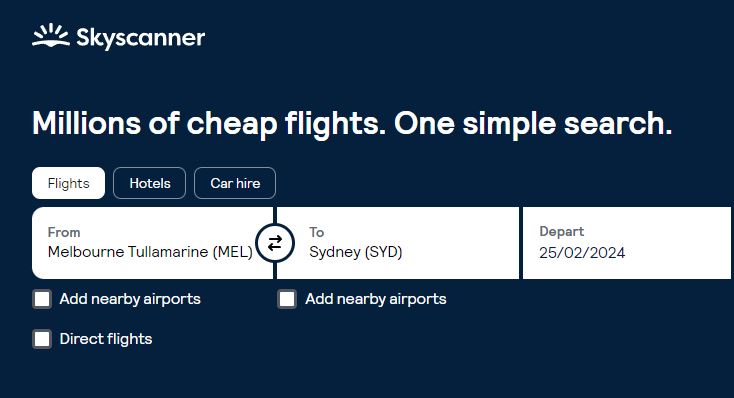 Skyscanner
Millions of cheap flights. One simple search.
Flights Hotels Car hire
From To Depart
Melbourne Tullamarine (MEL) Sydney (SYD) 25/02/2024
Add nearby airports Add nearby airports
Direct flights